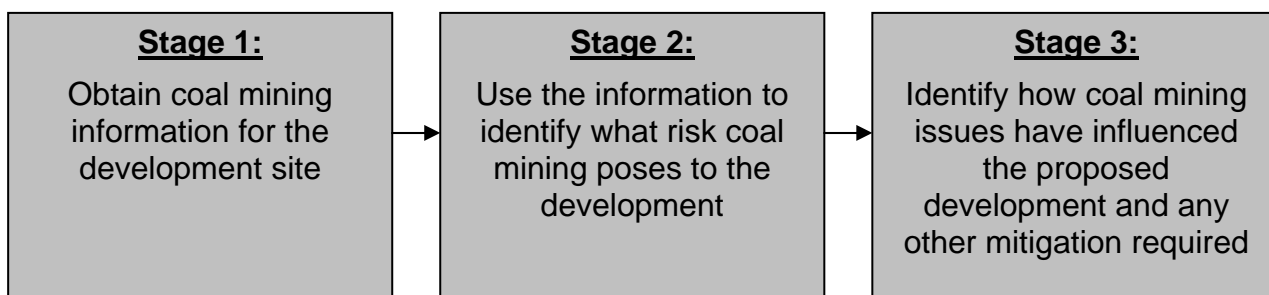 Stage 1:
Obtain coal mining
information for the
development site
Stage 2:
Use the information to
identify what risk coal
mining poses to the
development
Stage 3:
Identify how coal mining
issues have influenced
the proposed
development and any
other mitigation required